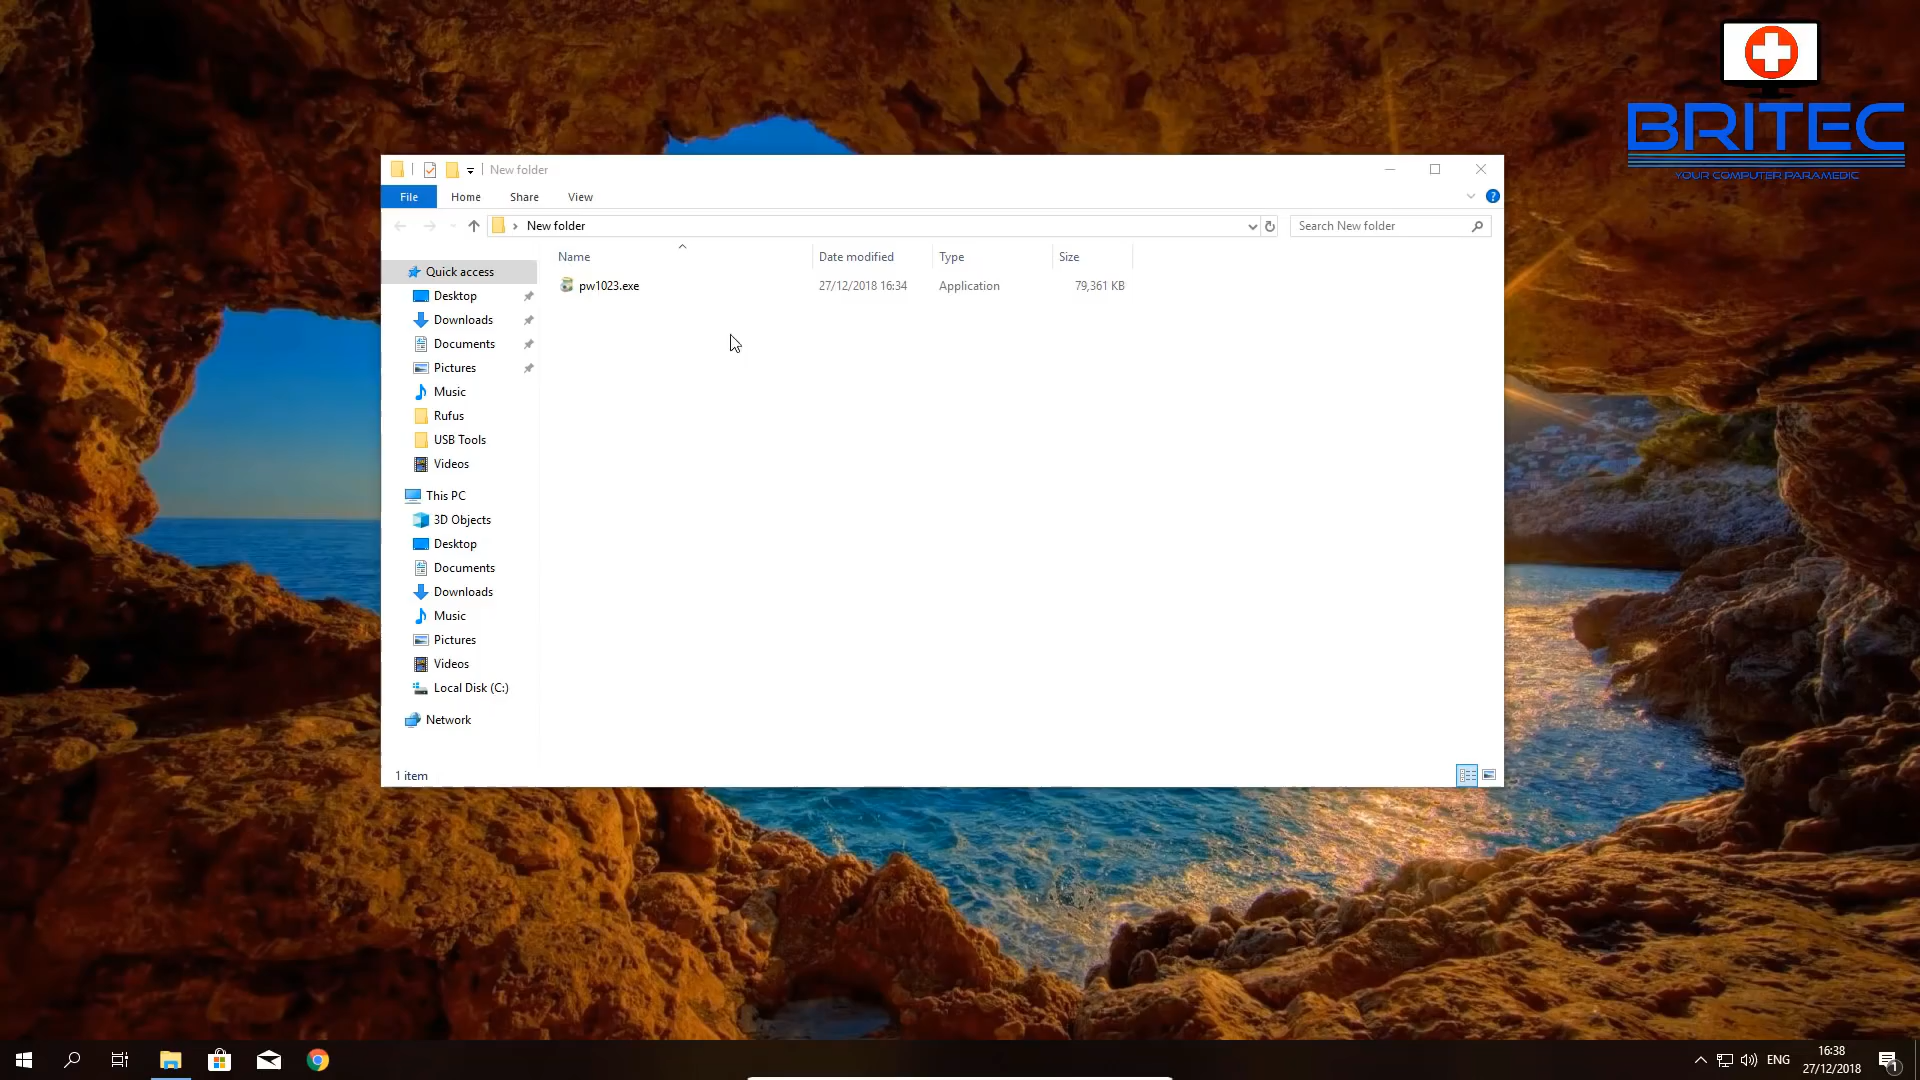 BRITEC
YOUR COMPUTER PARAMEDIC
New folder
File Home Share View
New folder
Search New folder
Name Date modified Type Size
pw1023.exe 27/12/2018 16:34 Application 79,361 KB
Quick access
Desktop
Downloads
Documents
Pictures
Music
Rufus
USB Tools
Videos
This PC
3D Objects
Desktop
Documents
Downloads
Music
Pictures
Videos
Local Disk (C:)
Network
1 item
ENG
16:38
27/12/2018
1